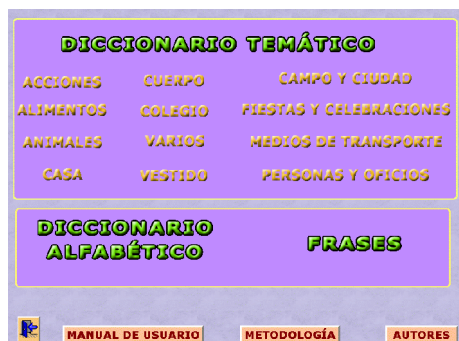 DICCIONARIO TEMÁTICO
ACCIONES CUERPO CAMPO Y CIUDAD
ALIMENTOS COLEGIO FIESTAS Y CELEBRACIONES
ANIMALES VARIOS MEDIOS DE TRANSPORTE
CASA VESTIDO PERSONAS Y OFICIOS
DICCIONARIO
ALFABÉTICO
FRASES
MANUAL DE USUARIO METODOLOGÍA AUTORES